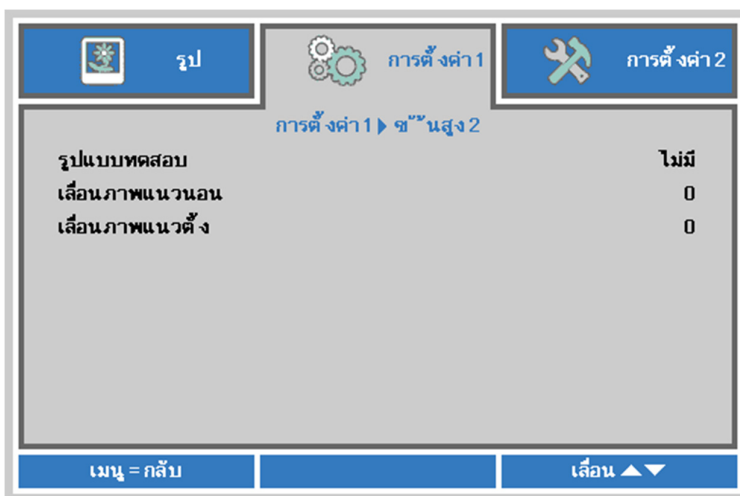 รูป
การตั้งค่า 1
การตั้งค่า 2
การตั้งค่า 1 ▶ ขั้นสูง 2
รูปแบบทดสอบ ไม่มี
เลื่อนภาพแนวนอน 0
เลื่อนภาพแนวตั้ง 0
เมนู = กลับ
เลื่อน ▲▼